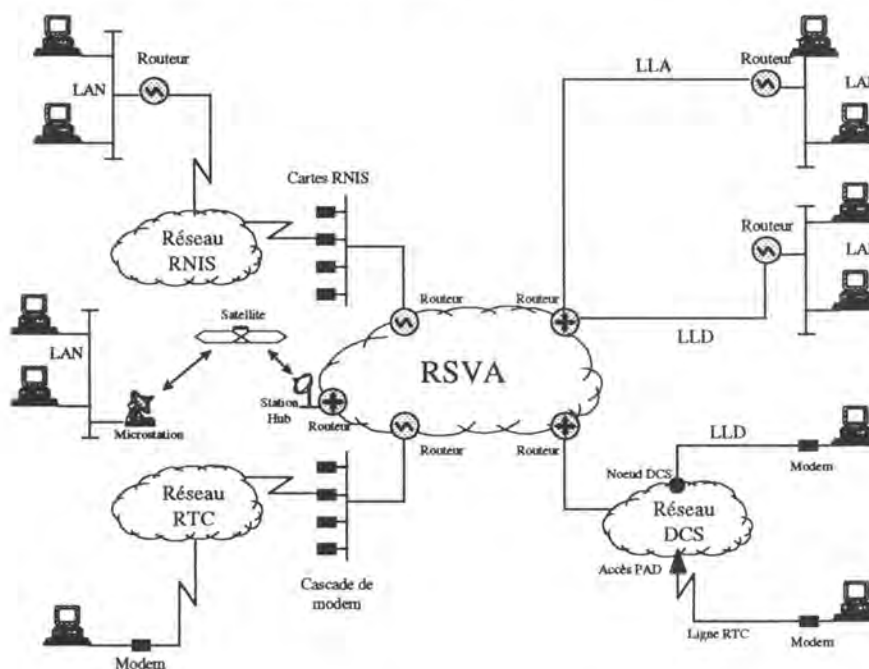 Routeur
LAN
LLA
Routeur
LAN
Cartes RNIS
Réseau
RNIS
Routeur
LAN
LLD
Satellite
Routeur
Routeur
LAN
RSVA
Station
Hub
Microstation
Routeur
Routeur
Routeur
LLD
Modem
Noeud DCS
Réseau
RTC
Réseau
DCS
Accès PAD
Cascade de
modem
Modem
Ligne RTC
Modem